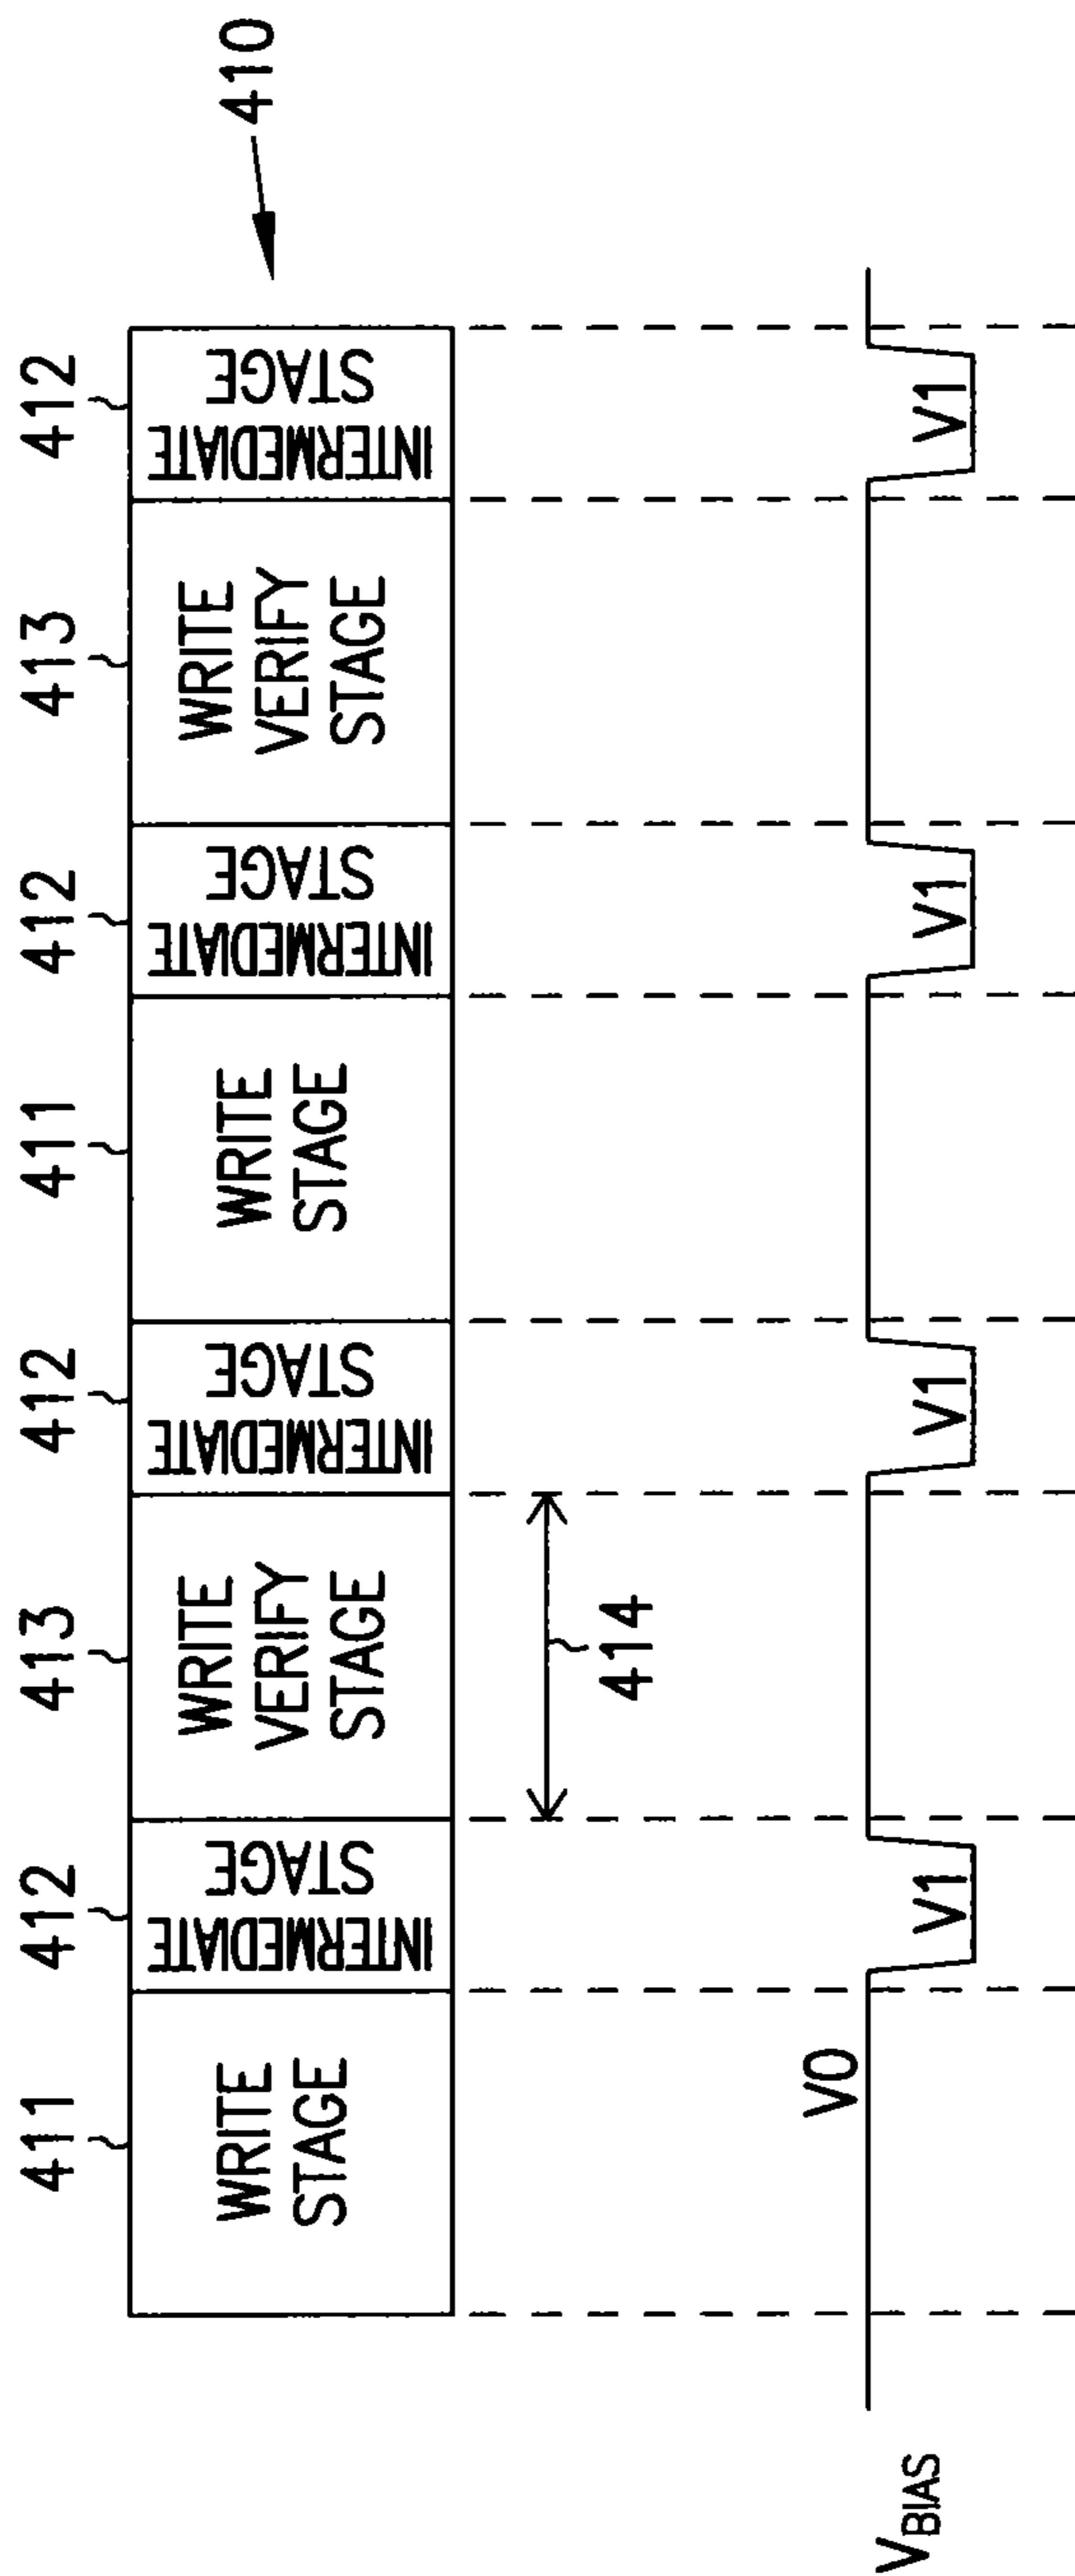 411 412 413 412 411 412 413 412
410
WRITE
STAGE
INTERMEDIATE
STAGE
WRITE
VERIFY
STAGE
INTERMEDIATE
STAGE
WRITE
STAGE
INTERMEDIATE
STAGE
WRITE
VERIFY
STAGE
INTERMEDIATE
STAGE
414
V0
V1 V1 V1 V1
VBIAS